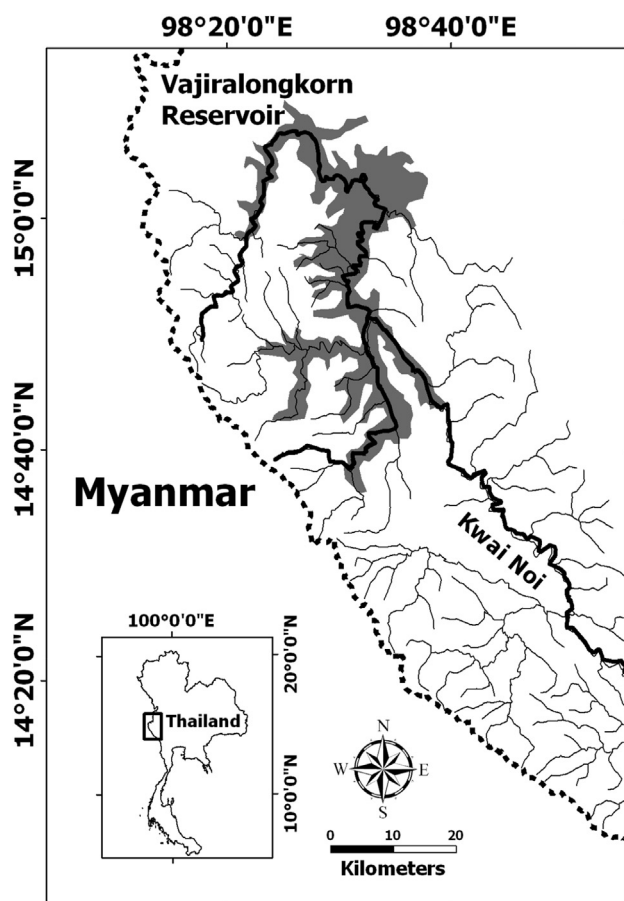 98°20'0"E 98°40'0"E
Vajiralongkorn
Reservoir
15°0'0"N
14°40'0"N
Myanmar
Kwai Noi
14°20'0"N
100°0'0"E
20°0'0"N
Thailand
10°0'0"N
N
W E
S
0 10 20
Kilometers